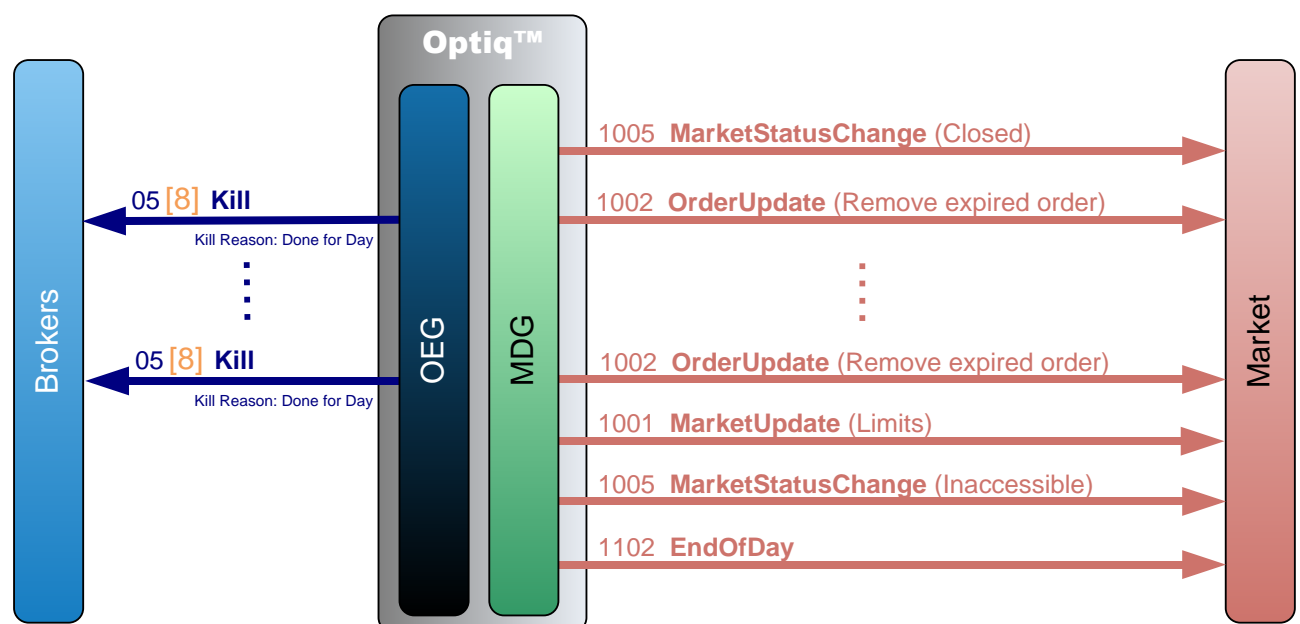 Optiq™
1005 MarketStatusChange (Closed)
05 [8] Kill
1002 OrderUpdate (Remove expired order)
Kill Reason: Done for Day
Brokers
OEG
MDG
Market
05 [8] Kill
1002 OrderUpdate (Remove expired order)
Kill Reason: Done for Day
1001 MarketUpdate (Limits)
1005 MarketStatusChange (Inaccessible)
1102 EndOfDay